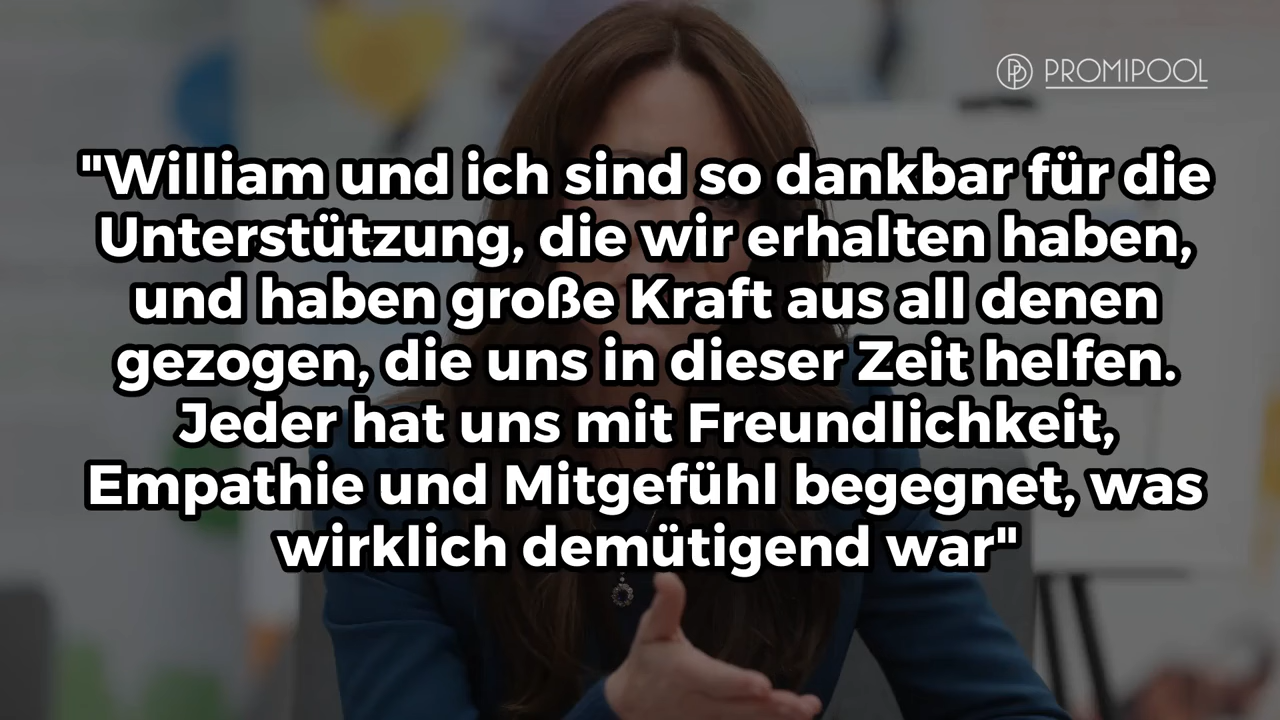 PROMIPOOL
"William und ich sind so dankbar für die
Unterstützung, die wir erhalten haben,
und haben große Kraft aus all denen
gezogen, die uns in dieser Zeit helfen.
Jeder hat uns mit Freundlichkeit,
Empathie und Mitgefühl begegnet, was
wirklich demütigend war"